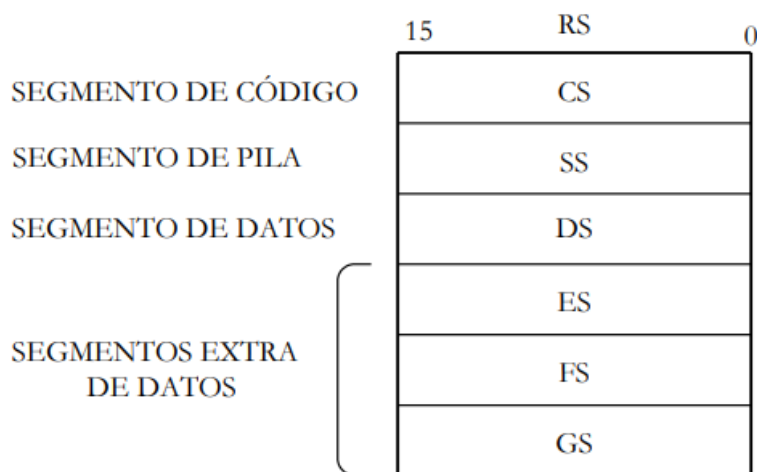 15 RS 0
SEGMENTO DE CÓDIGO CS
SEGMENTO DE PILA SS
SEGMENTO DE DATOS DS
ES
SEGMENTOS EXTRA
DE DATOS
FS
GS